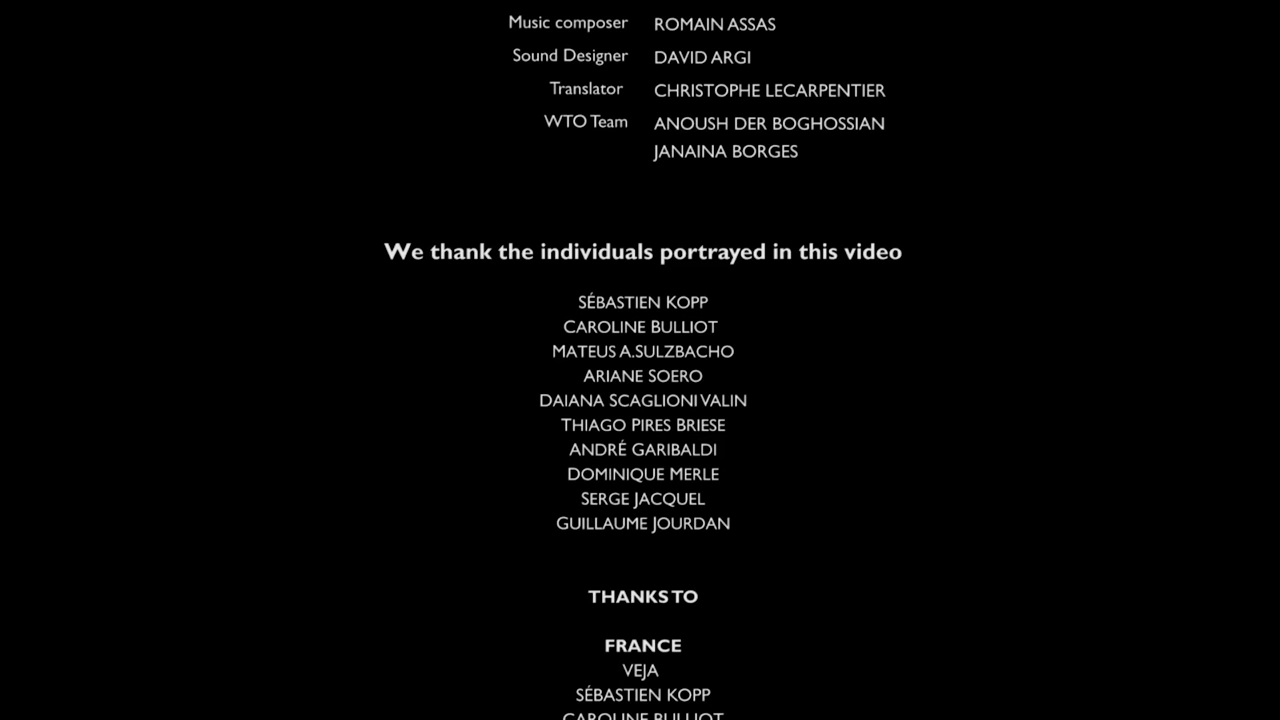 Music composer ROMAIN ASSAS
Sound Designer DAVID ARGI
Translator CHRISTOPHE LECARPENTIER
WTO Team ANOUSH DER BOGHOSSIAN
JANAINA BORGES
We thank the individuals portrayed in this video
SÉBASTIEN KOPP
CAROLINE BULLIOT
MATEUS A.SULZBACHO
ARIANE SOERO
DAIANA SCAGLIONI VALIN
THIAGO PIRES BRIESE
ANDRÉ GARIBALDI
DOMINIQUE MERLE
SERGE JACQUEL
GUILLAUME JOURDAN
THANKS TO
FRANCE
VEJA
SÉBASTIEN KOPP
CAROLINE BULLIOT